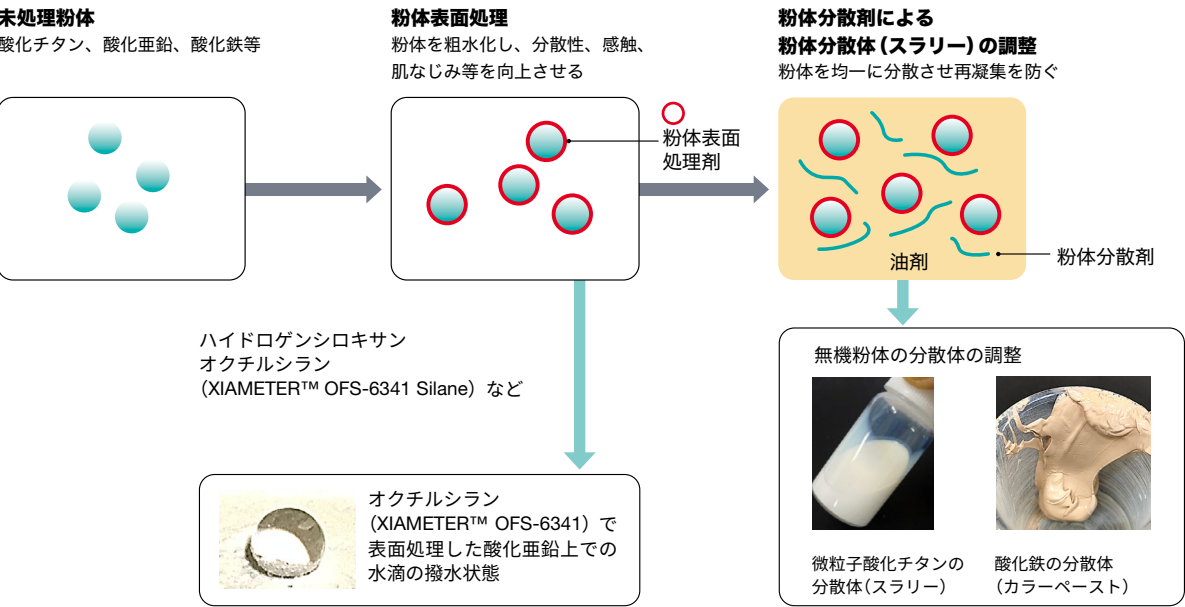 未処理粉体
酸化チタン、酸化亜鉛、酸化鉄等
粉体表面処理
粉体を粗水化し、分散性、感触、
肌なじみ等を向上させる
粉体分散剤による
粉体分散体（スラリー）の調整
粉体を均一に分散させ再凝集を防ぐ
粉体表面
処理剤
油剤
粉体分散剤
ハイドロゲンシロキサン
オクチルシラン
（XIAMETER™ OFS-6341 Silane）など
オクチルシラン
（XIAMETER™ OFS-6341）で
表面処理した酸化亜鉛上での
水滴の撥水状態
無機粉体の分散体の調整
微粒子酸化チタンの
分散体（スラリー）
酸化鉄の分散体
（カラーペースト）